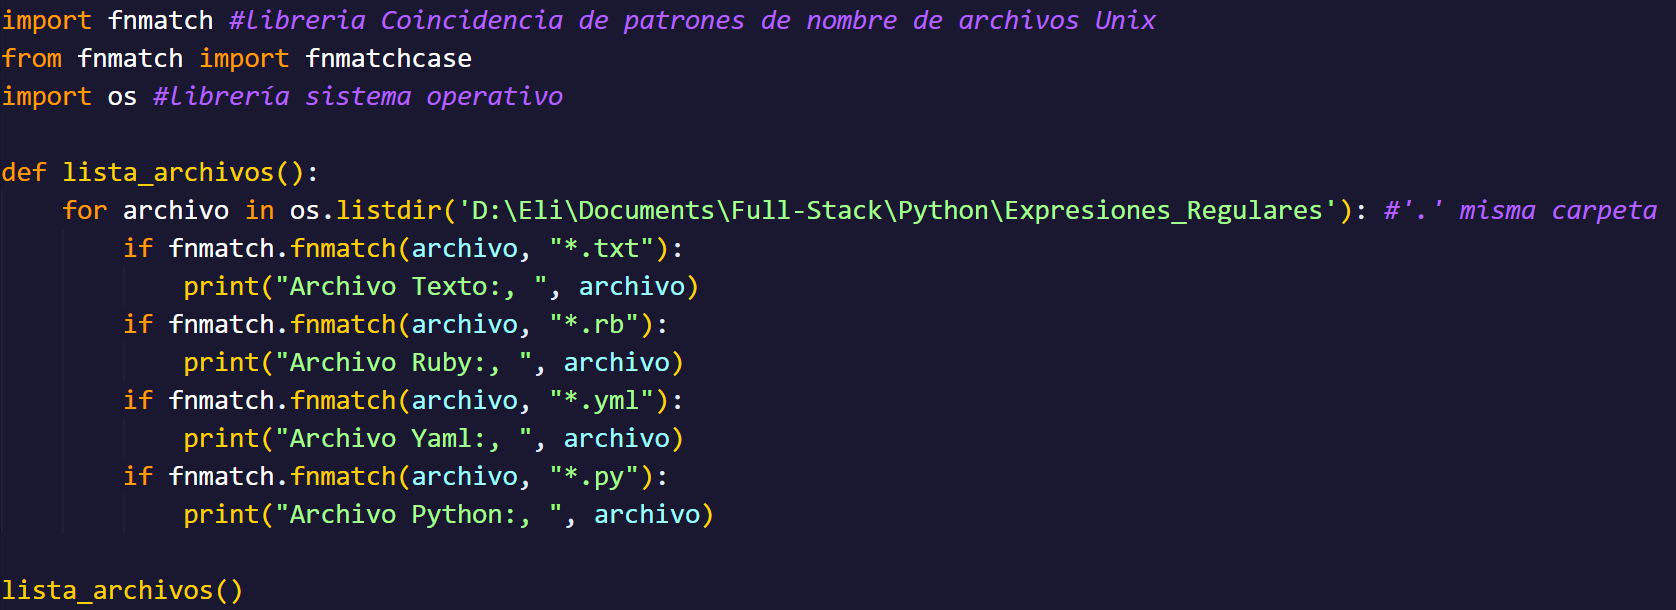 import fnmatch #libreria Coincidencia de patrones de nombre de archivos Unix
from fnmatch import fnmatchcase
import os #librería sistema operativo

def lista_archivos():
    for archivo in os.listdir('D:\Eli\Documents\Full-Stack\Python\Expresiones_Regulares'): #'.' misma carpeta
        if fnmatch.fnmatch(archivo, "*.txt"):
            print("Archivo Texto:, ", archivo)
        if fnmatch.fnmatch(archivo, "*.rb"):
            print("Archivo Ruby:, ", archivo)
        if fnmatch.fnmatch(archivo, "*.yml"):
            print("Archivo Yaml:, ", archivo)
        if fnmatch.fnmatch(archivo, "*.py"):
            print("Archivo Python:, ", archivo)

lista_archivos()